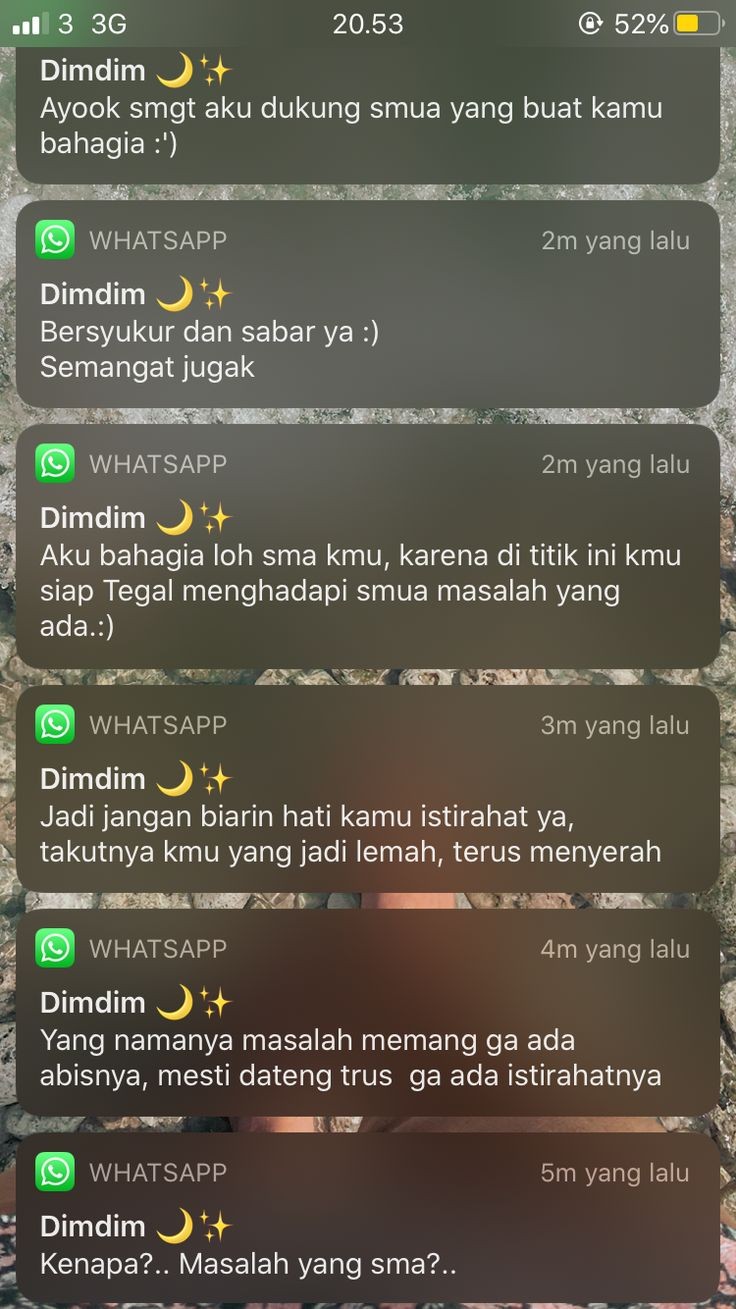 3 3G 20.53 52%
Dimdim 🌙✨
Ayook smgt aku dukung smua yang buat kamu
bahagia :')
WHATSAPP 2m yang lalu
Dimdim 🌙✨
Bersyukur dan sabar ya :)
Semangat jugak
WHATSAPP 2m yang lalu
Dimdim 🌙✨
Aku bahagia loh sma kmu, karena di titik ini kmu
siap Tegal menghadapi smua masalah yang
ada.:)
WHATSAPP 3m yang lalu
Dimdim 🌙✨
Jadi jangan biarin hati kamu istirahat ya,
takutnya kmu yang jadi lemah, terus menyerah
WHATSAPP 4m yang lalu
Dimdim 🌙✨
Yang namanya masalah memang ga ada
abisnya, mesti dateng trus  ga ada istirahatnya
WHATSAPP 5m yang lalu
Dimdim 🌙✨
Kenapa?.. Masalah yang sma?..